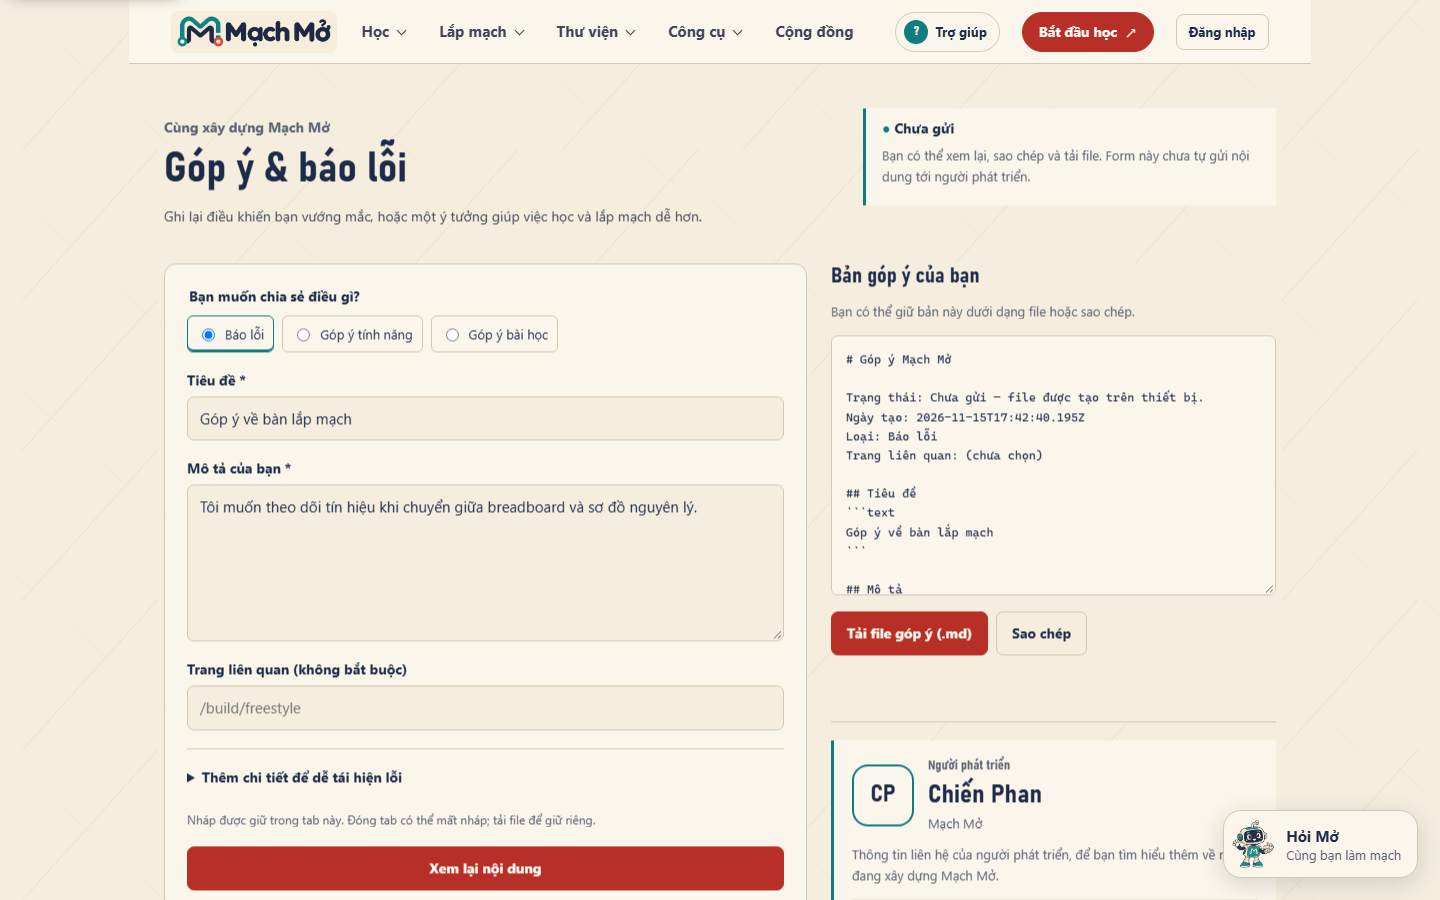 Mạch Mở
Học
Lắp mạch
Thư viện
Công cụ
Cộng đồng
? Trợ giúp
Bắt đầu học ↗
Đăng nhập
Cùng xây dựng Mạch Mở
Góp ý & báo lỗi
Ghi lại điều khiến bạn vướng mắc, hoặc một ý tưởng giúp việc học và lắp mạch dễ hơn.
Chưa gửi
Bạn có thể xem lại, sao chép và tải file. Form này chưa tự gửi nội
dung tới người phát triển.
Bạn muốn chia sẻ điều gì?
Báo lỗi
Góp ý tính năng
Góp ý bài học
Tiêu đề *
Góp ý về bàn lắp mạch
Mô tả của bạn *
Tôi muốn theo dõi tín hiệu khi chuyển giữa breadboard và sơ đồ nguyên lý.
Trang liên quan (không bắt buộc)
/build/freestyle
Thêm chi tiết để dễ tái hiện lỗi
Nháp được giữ trong tab này. Đóng tab có thể mất nháp; tải file để giữ riêng.
Xem lại nội dung
Bản góp ý của bạn
Bạn có thể giữ bản này dưới dạng file hoặc sao chép.
# Góp ý Mạch Mở
Trạng thái: Chưa gửi — file được tạo trên thiết bị.
Ngày tạo: 2026-11-15T17:42:40.195Z
Loại: Báo lỗi
Trang liên quan: (chưa chọn)
## Tiêu đề
```text
Góp ý về bàn lắp mạch
```
## Mô tả
Tải file góp ý (.md)
Sao chép
CP
Người phát triển
Chiến Phan
Mạch Mở
Thông tin liên hệ của người phát triển, để bạn tìm hiểu thêm về
đang xây dựng Mạch Mở.
Hỏi Mở
Cùng bạn làm mạch